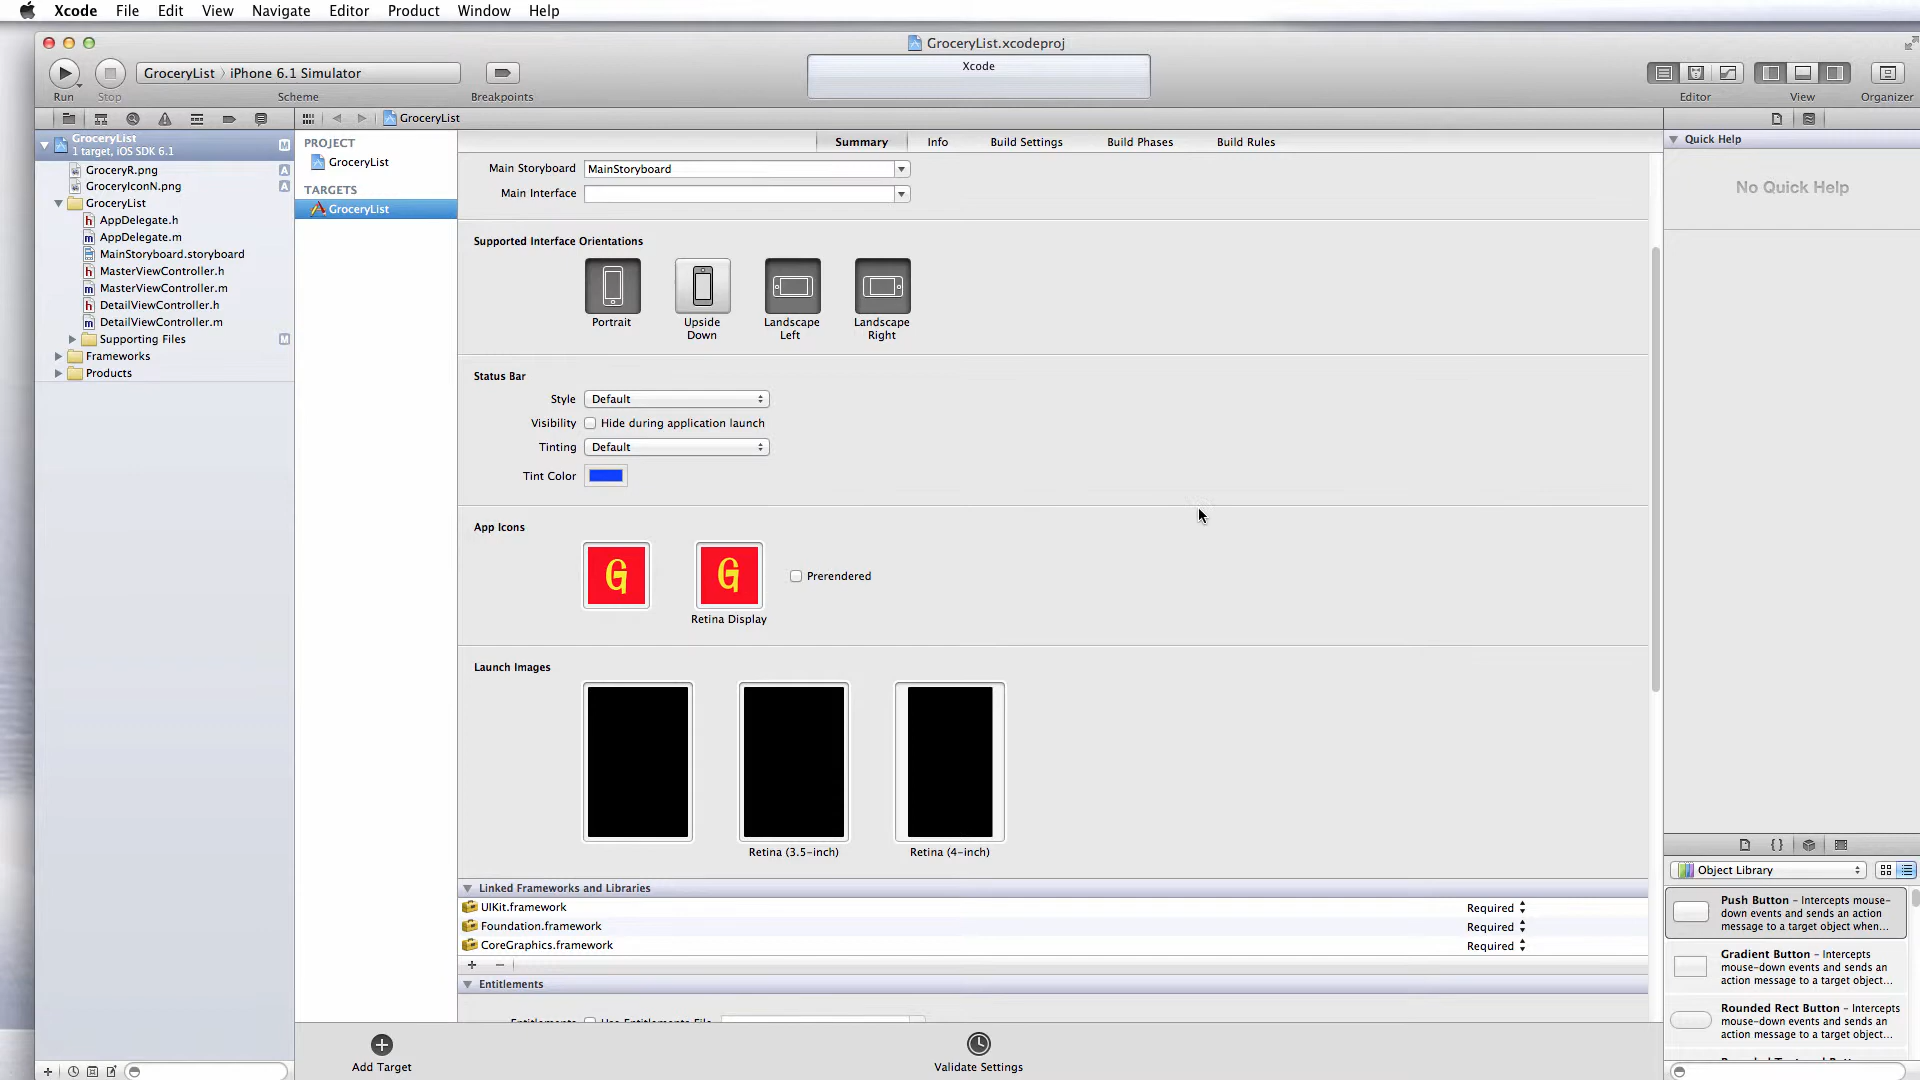 Xcode File Edit View Navigate Editor Product Window Help
GroceryList.xcodeproj
GroceryList › iPhone 6.1 Simulator
Xcode
Run Stop Scheme Breakpoints Editor View Organizer
GroceryList
1 target, iOS SDK 6.1
M
GroceryR.png
A
GroceryIconN.png
A
GroceryList
h AppDelegate.h
m AppDelegate.m
MainStoryboard.storyboard
h MasterViewController.h
m MasterViewController.m
h DetailViewController.h
m DetailViewController.m
Supporting Files
M
Frameworks
Products
GroceryList
PROJECT
GroceryList
TARGETS
GroceryList
Summary Info Build Settings Build Phases Build Rules
Main Storyboard MainStoryboard
Main Interface
Supported Interface Orientations
Portrait
Upside
Down
Landscape
Left
Landscape
Right
Status Bar
Style Default
Visibility Hide during application launch
Tinting Default
Tint Color
App Icons
G G
Prerendered
Retina Display
Launch Images
Retina (3.5-inch) Retina (4-inch)
Linked Frameworks and Libraries
UIKit.framework Required
Foundation.framework Required
CoreGraphics.framework Required
+ −
Entitlements
Entitlements Use Entitlements File
Add Target Validate Settings
Quick Help
No Quick Help
{ }
Object Library
Push Button – Intercepts mouse-
down events and sends an action
message to a target object when...
Gradient Button – Intercepts
mouse-down events and sends an
action message to a target object...
Rounded Rect Button – Intercepts
mouse-down events and sends an
action message to a target object...